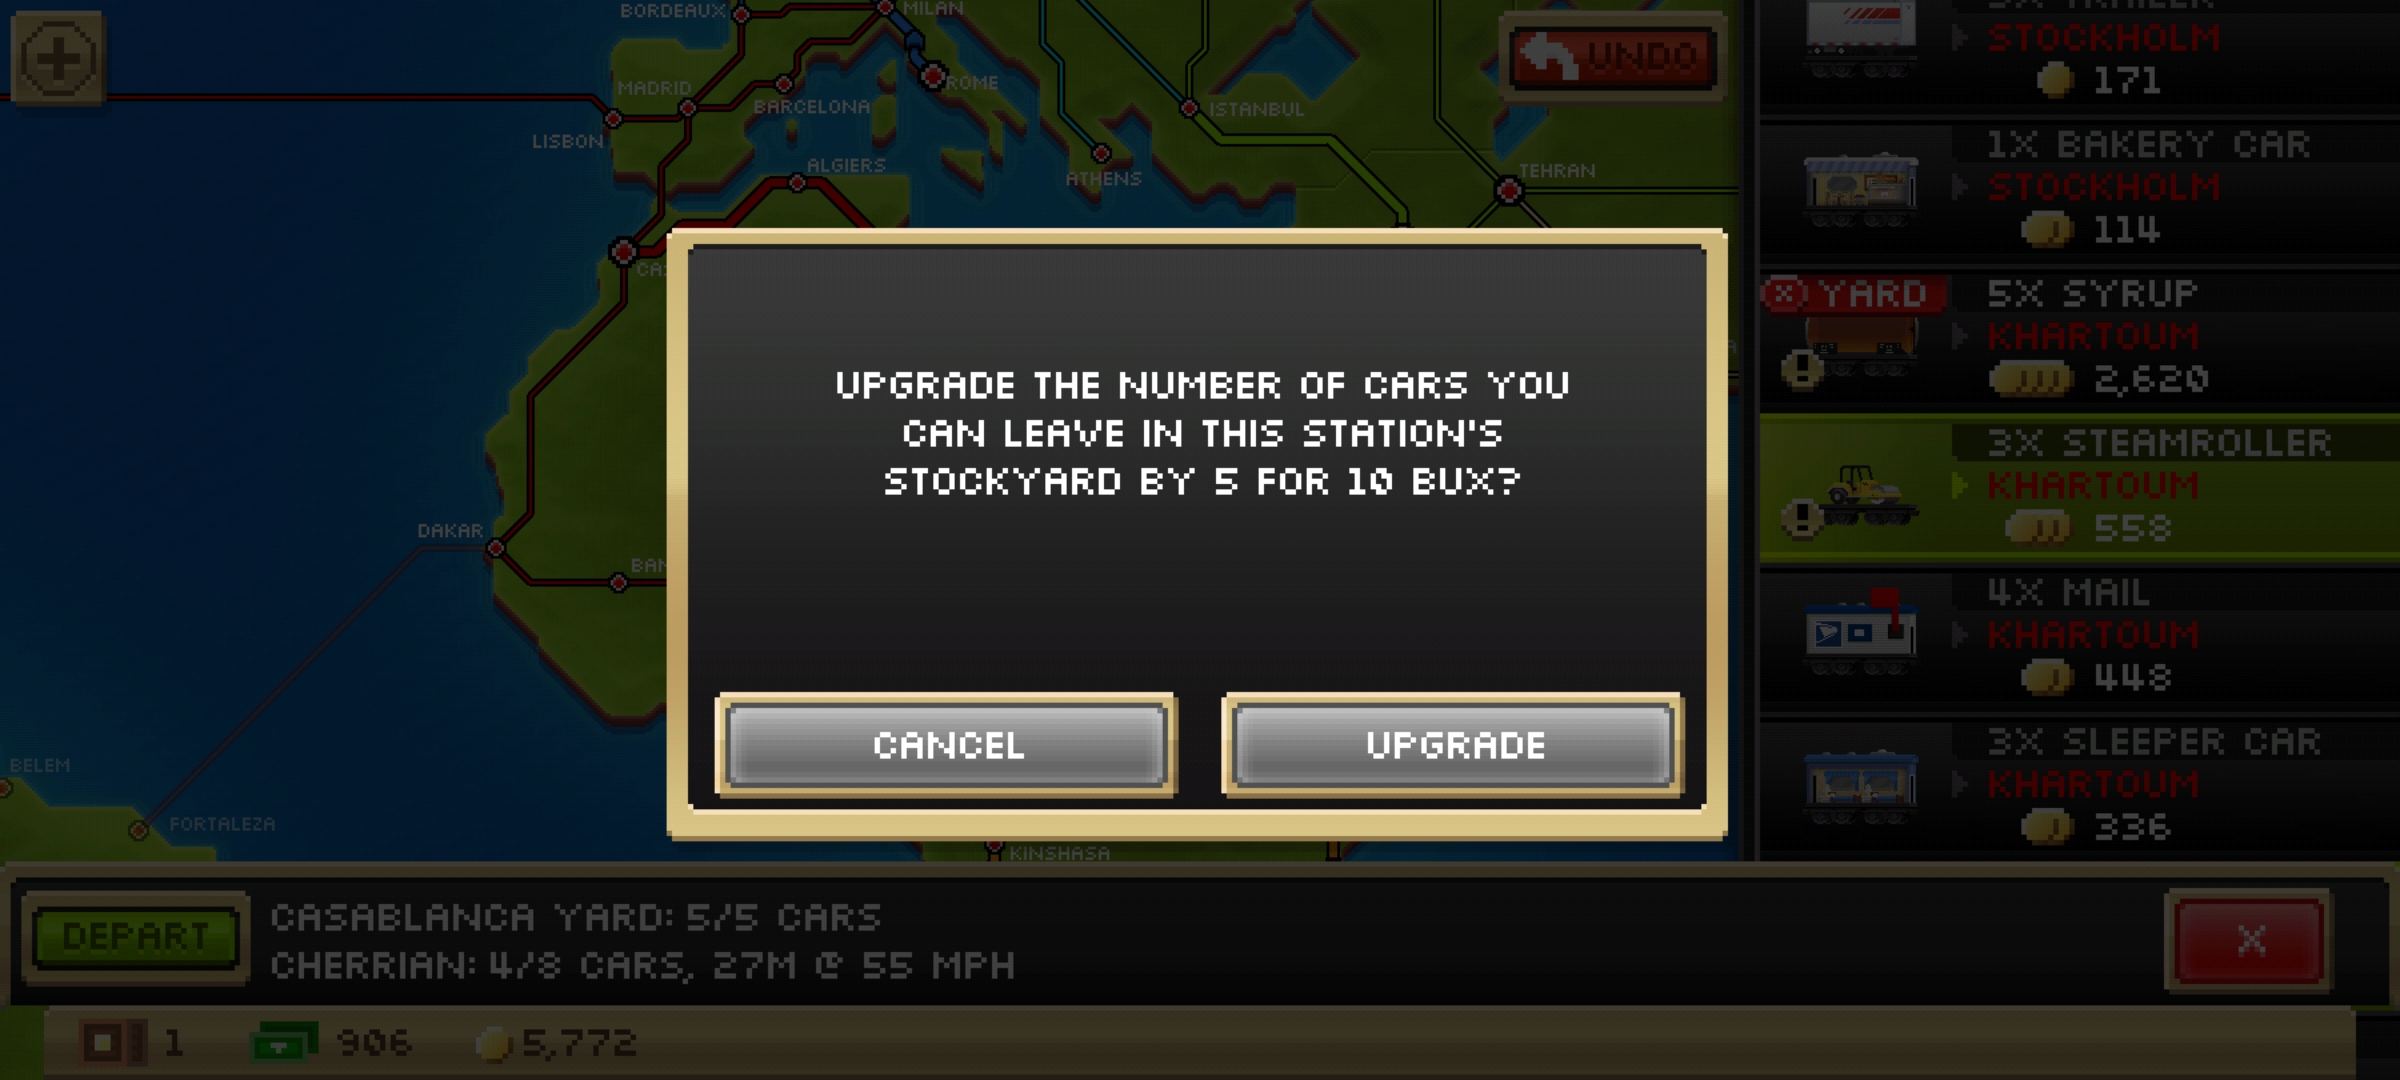 BORDEAUX
MILAN
UNDO
MADRID
ROME
BARCELONA
ISTANBUL
LISBON
ALGIERS
ATHENS
TEHRAN
STOCKHOLM
171
1X BAKERY CAR
STOCKHOLM
114
YARD
5X SYRUP
KHARTOUM
2,620
3X STEAMROLLER
KHARTOUM
558
4X MAIL
KHARTOUM
448
3X SLEEPER CAR
KHARTOUM
336
UPGRADE THE NUMBER OF CARS YOU
CAN LEAVE IN THIS STATION'S
STOCKYARD BY 5 FOR 10 BUX?
CANCEL
UPGRADE
DAKAR
BELEM
FORTALEZA
KINSHASA
DEPART
CASABLANCA YARD: 5/5 CARS
CHERRIAN: 4/8 CARS, 27M @ 55 MPH
X
1
906
5,772